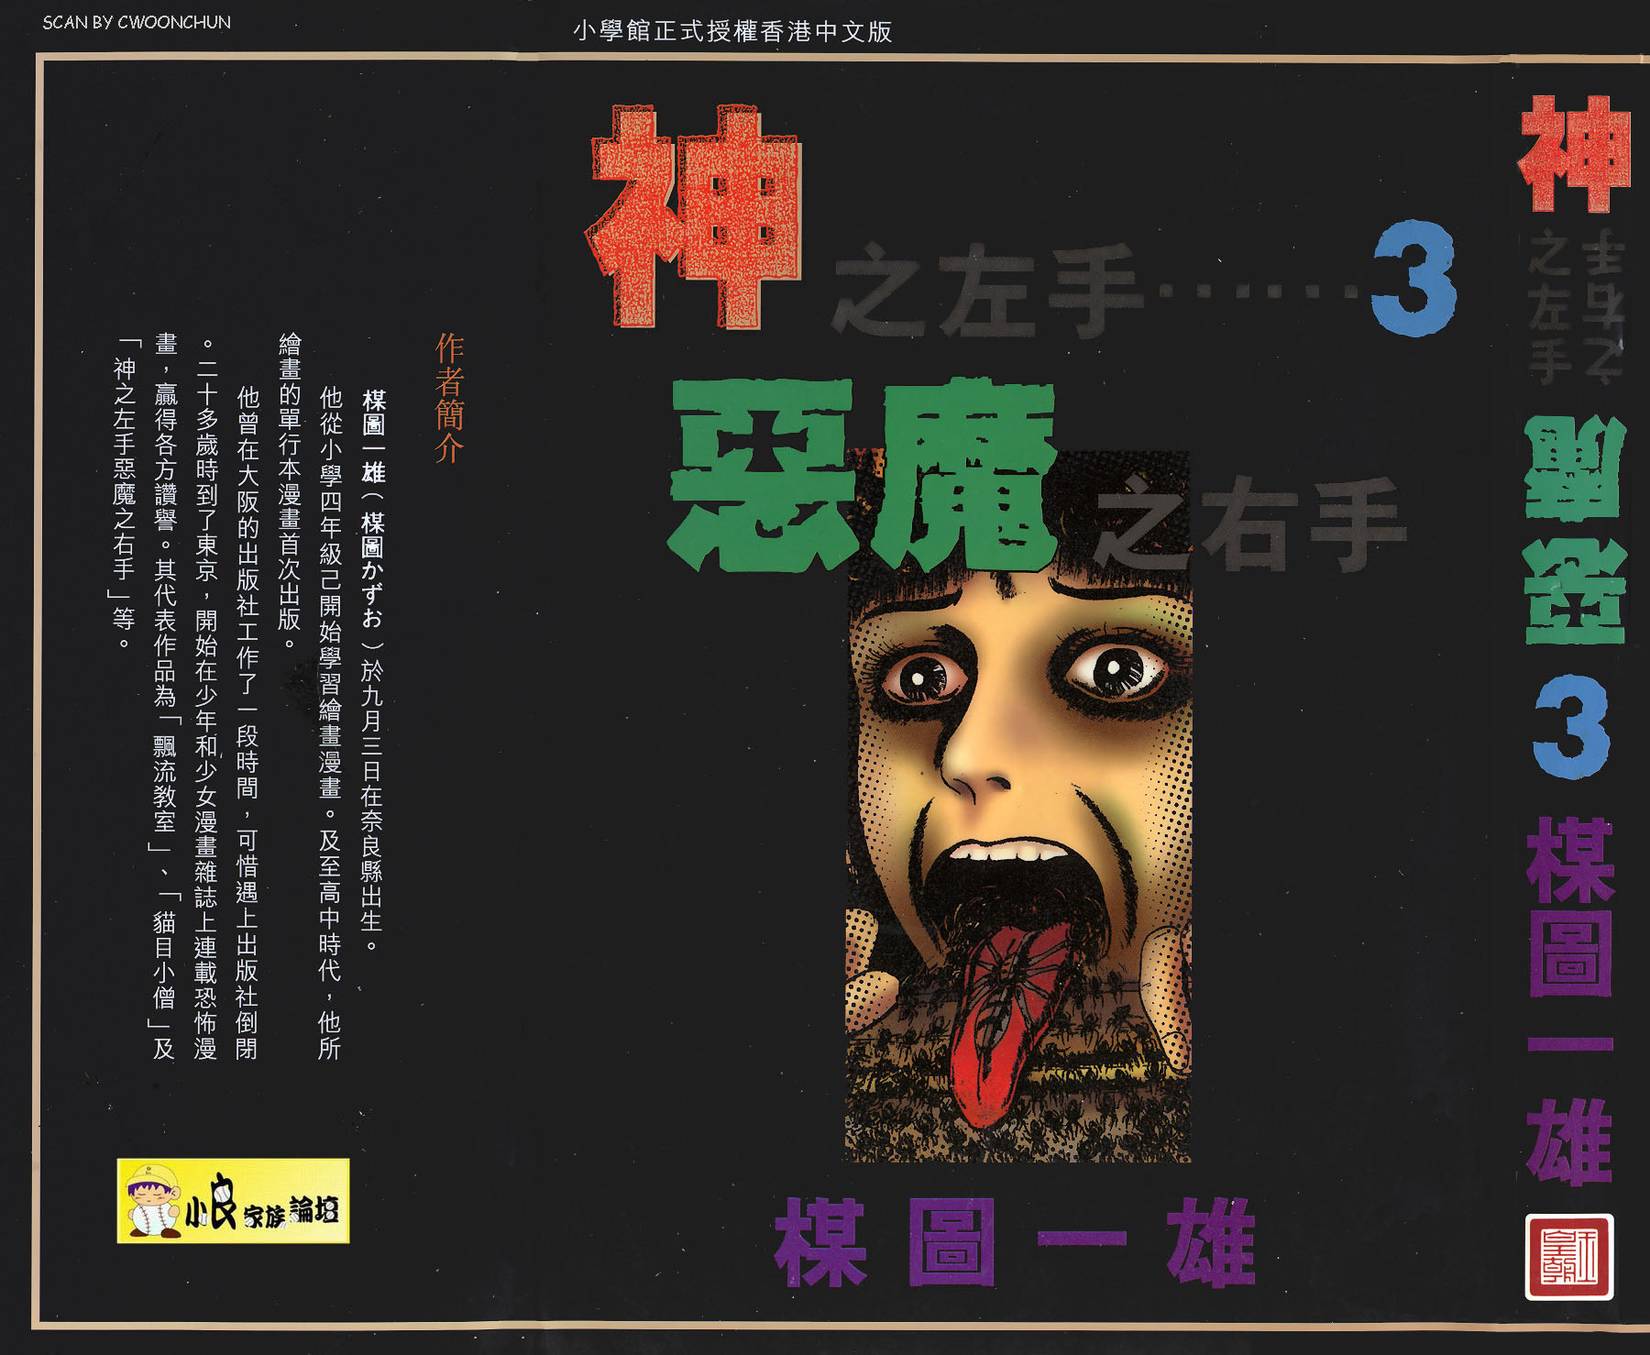 SCAN BY CWOONCHUN
小學館正式授權香港中文版
神之左手……3
惡魔之右手
楳圖一雄
作者簡介
楳圖一雄（楳圖かずお）於九月三日在奈良縣出生。
他從小學四年級己開始學習繪畫漫畫。及至高中時代，他所
繪畫的單行本漫畫首次出版。
他曾在大阪的出版社工作了一段時間，可惜遇上出版社倒閉
。二十多歲時到了東京，開始在少年和少女漫畫雜誌上連載恐怖漫
畫，贏得各方讚譽。其代表作品為「飄流教室」、「貓目小僧」及
「神之左手惡魔之右手」等。
小良家族論壇
神
之左手
惡魔
之右手
3
楳圖一雄